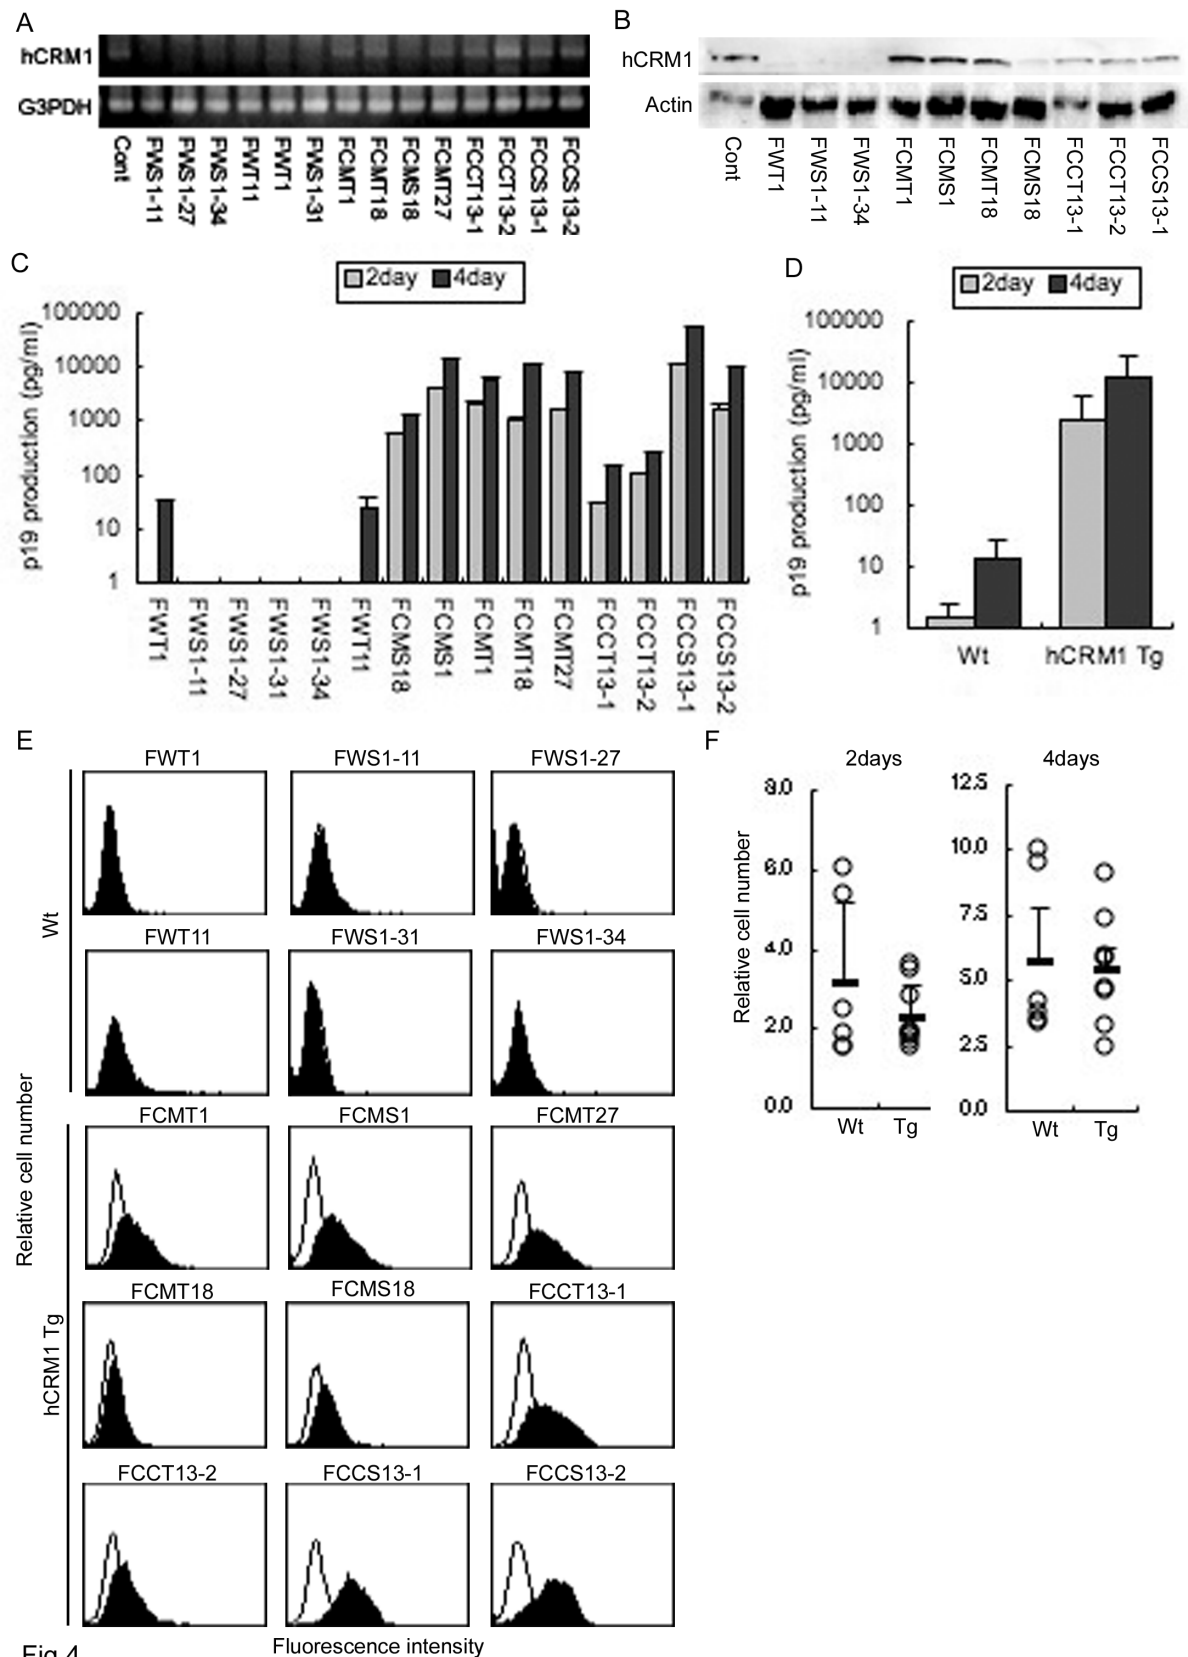 A
hCRM1
G3PDH
Cont
FWS1-11
FWS1-27
FWS1-34
FWT11
FWT1
FWS1-31
FCMT1
FCMT18
FCMS18
FCMT27
FCCT13-1
FCCT13-2
FCCS13-1
FCCS13-2
B
hCRM1
Actin
Cont
FWT1
FWS1-11
FWS1-34
FCMT1
FCMS1
FCMT18
FCMS18
FCCT13-1
FCCT13-2
FCCS13-1
C
2day 4day
p19 production (pg/ml)
100000
10000
1000
100
10
1
FWT1
FWS1-11
FWS1-27
FWS1-31
FWS1-34
FWT11
FCMS18
FCMS1
FCMT1
FCMT18
FCMT27
FCCT13-1
FCCT13-2
FCCS13-1
FCCS13-2
D
2day 4day
p19 production (pg/ml)
100000
10000
1000
100
10
1
Wt hCRM1 Tg
E
Relative cell number
Wt
FWT1 FWS1-11 FWS1-27
FWT11 FWS1-31 FWS1-34
hCRM1 Tg
FCMT1 FCMS1 FCMT27
FCMT18 FCMS18 FCCT13-1
FCCT13-2 FCCS13-1 FCCS13-2
Fluorescence intensity
F
Relative cell number
2days
8.0
6.0
4.0
2.0
0.0
Wt Tg
4days
12.5
10.0
7.5
5.0
2.5
0.0
Wt Tg
Fig 4